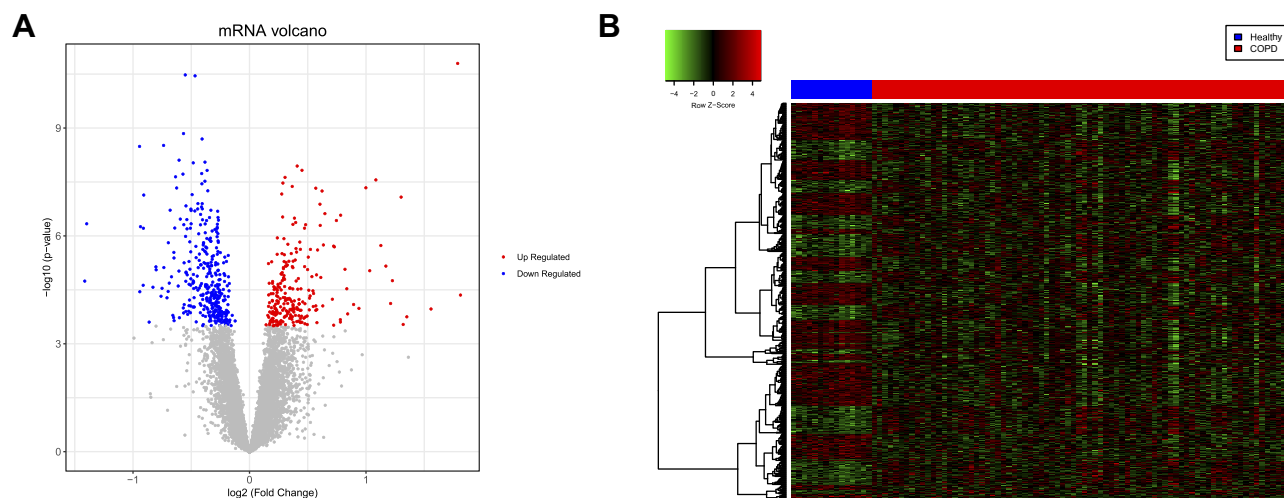 A
mRNA volcano
9
6
3
0
−log10 (p−value)
−1
0
1
log2 (Fold Change)
Up Regulated
Down Regulated
B
−4 −2 0 2 4
Row Z−Score
Healthy
COPD